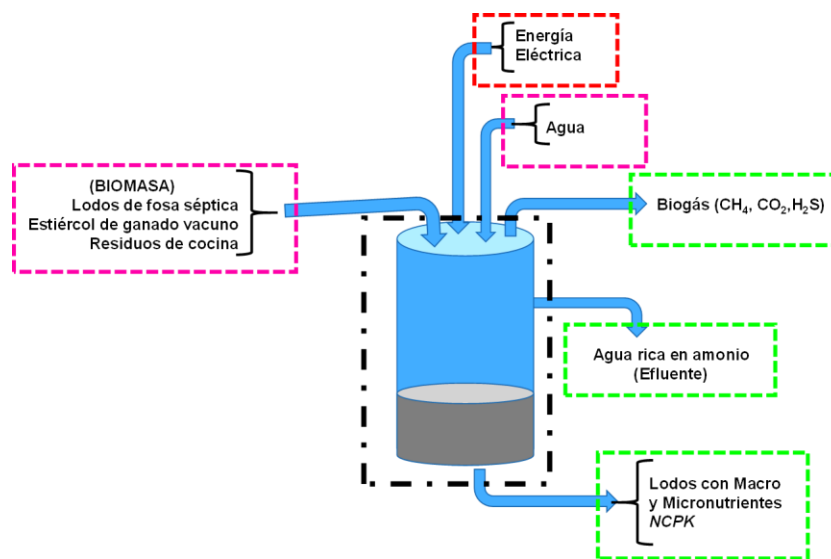 Energía
Eléctrica
Agua
(BIOMASA)
Lodos de fosa séptica
Estiércol de ganado vacuno
Residuos de cocina
Biogás (CH₄, CO₂,H₂S)
Agua rica en amonio
(Efluente)
Lodos con Macro
y Micronutrientes
NCPK